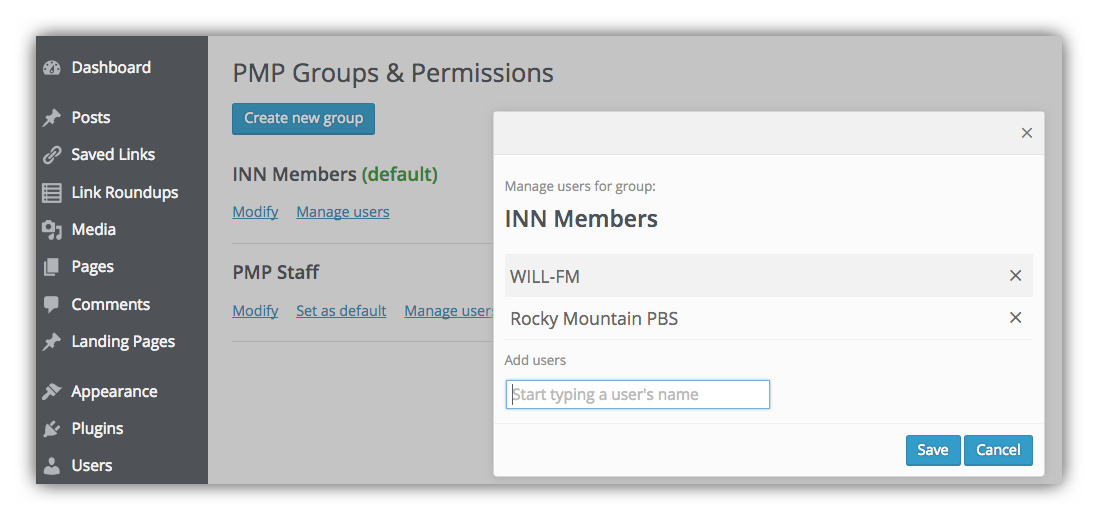 Dashboard
Posts
Saved Links
Link Roundups
Media
Pages
Comments
Landing Pages
Appearance
Plugins
Users
PMP Groups & Permissions
Create new group
INN Members (default)
Modify Manage users
PMP Staff
Modify Set as default Manage user
×
Manage users for group:
INN Members
WILL-FM ×
Rocky Mountain PBS ×
Add users
Start typing a user's name
Save Cancel